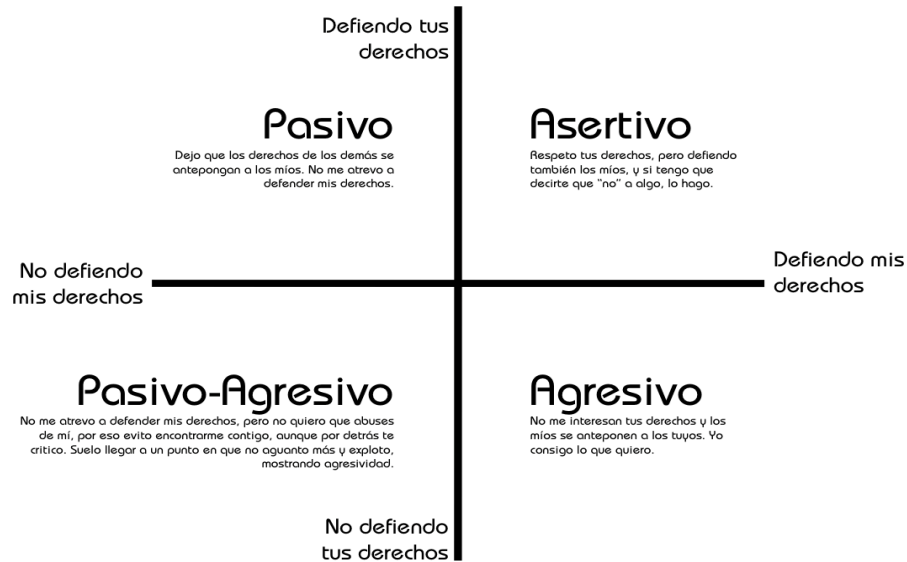 Defiendo tus
derechos
Pasivo
Dejo que los derechos de los demás se
antepongan a los míos. No me atrevo a
defender mis derechos.
Asertivo
Respeto tus derechos, pero defiendo
también los míos, y si tengo que
decirte que "no" a algo, lo hago.
No defiendo
mis derechos
Defiendo mis
derechos
Pasivo-Agresivo
No me atrevo a defender mis derechos, pero no quiero que abuses
de mí, por eso evito encontrarme contigo, aunque por detrás te
critico. Suelo llegar a un punto en que no aguanto más y exploto,
mostrando agresividad.
Agresivo
No me interesan tus derechos y los
míos se anteponen a los tuyos. Yo
consigo lo que quiero.
No defiendo
tus derechos